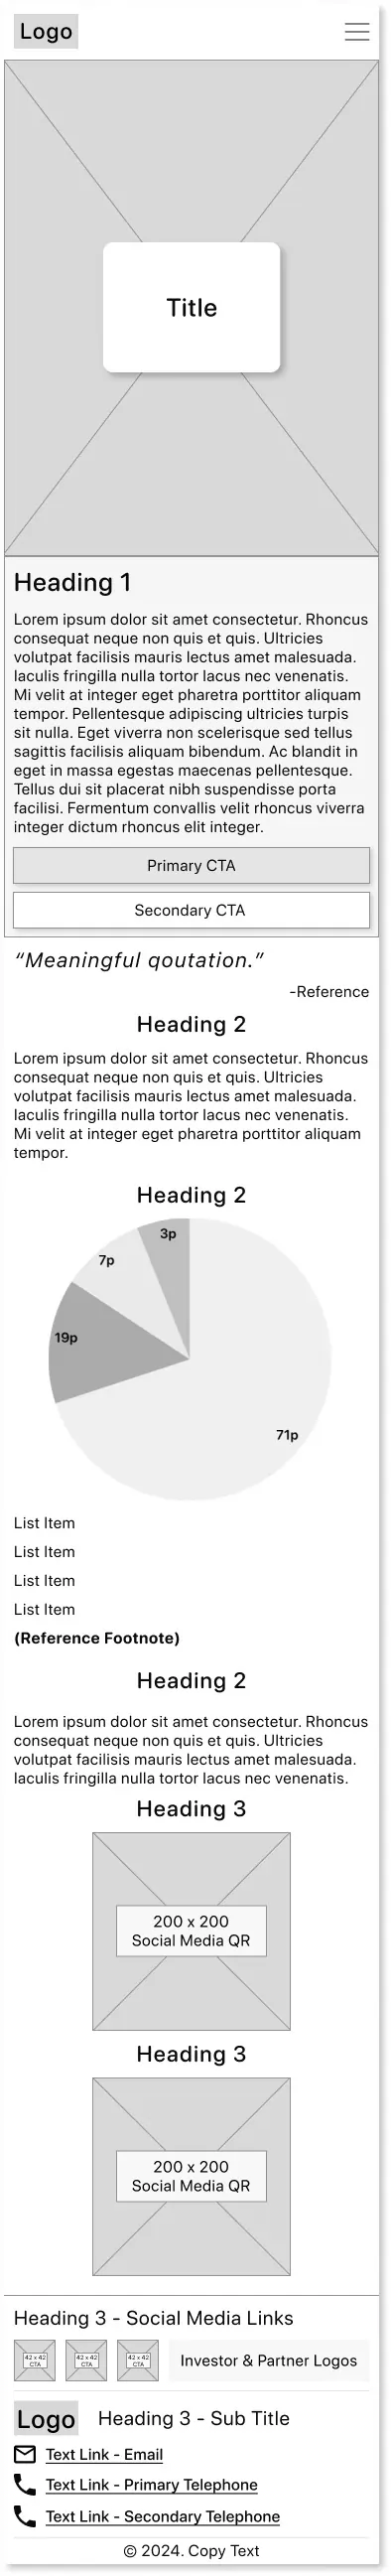 Logo
Title
Heading 1
Lorem ipsum dolor sit amet consectetur. Rhoncus
consequat neque non quis et quis. Ultricies
volutpat facilisis mauris lectus amet malesuada.
Iaculis fringilla nulla tortor lacus nec venenatis.
Mi velit at integer eget pharetra porttitor aliquam
tempor. Pellentesque adipiscing ultricies turpis
sit nulla. Eget viverra non scelerisque sed tellus
sagittis facilisis aliquam bibendum. Ac blandit in
eget in massa egestas maecenas pellentesque.
Tellus dui sit placerat nibh suspendisse porta
facilisi. Fermentum convallis velit rhoncus viverra
integer dictum rhoncus elit integer.
Primary CTA
Secondary CTA
“Meaningful qoutation.”
-Reference
Heading 2
Lorem ipsum dolor sit amet consectetur. Rhoncus
consequat neque non quis et quis. Ultricies
volutpat facilisis mauris lectus amet malesuada.
Iaculis fringilla nulla tortor lacus nec venenatis.
Mi velit at integer eget pharetra porttitor aliquam
tempor.
Heading 2
3p
7p
19p
71p
List Item
List Item
List Item
List Item
(Reference Footnote)
Heading 2
Lorem ipsum dolor sit amet consectetur. Rhoncus
consequat neque non quis et quis. Ultricies
volutpat facilisis mauris lectus amet malesuada.
Iaculis fringilla nulla tortor lacus nec venenatis.
Heading 3
200 x 200
Social Media QR
Heading 3
200 x 200
Social Media QR
Heading 3 - Social Media Links
42 x 42
CTA
42 x 42
CTA
42 x 42
CTA
Investor & Partner Logos
Logo
Heading 3 - Sub Title
Text Link - Email
Text Link - Primary Telephone
Text Link - Secondary Telephone
© 2024. Copy Text